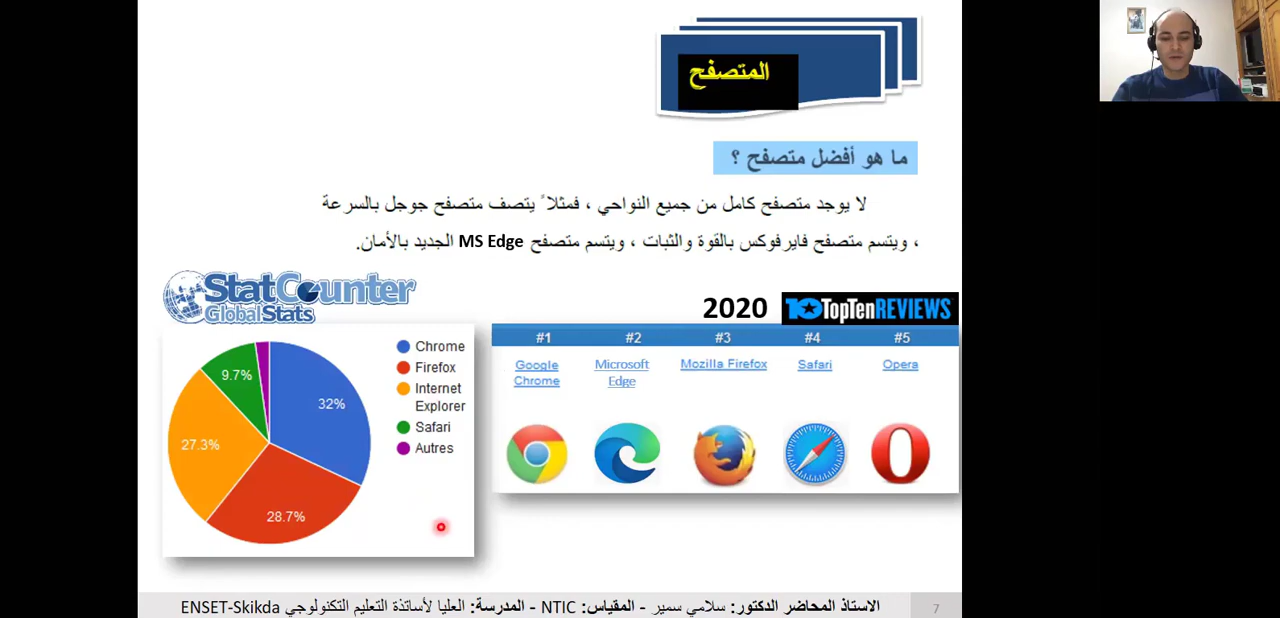 المتصفح
ما هو أفضل متصفح ؟
لا يوجد متصفح كامل من جميع النواحي ، فمثلاً يتصف متصفح جوجل بالسرعة
، ويتسم متصفح فايرفوكس بالقوة والثبات ، ويتسم متصفح MS Edge الجديد بالأمان.
StatCounter
GlobalStats
Chrome
Firefox
Internet
Explorer
Safari
Autres
32%
28.7%
27.3%
9.7%
2020
10TopTenREVIEWS
#1 #2 #3 #4 #5
Google Chrome
Microsoft Edge
Mozilla Firefox
Safari
Opera
الاستاذ المحاضر الدكتور: سلامي سمير - المقياس: NTIC - المدرسة: العليا لأساتذة التعليم التكنولوجي ENSET-Skikda
7